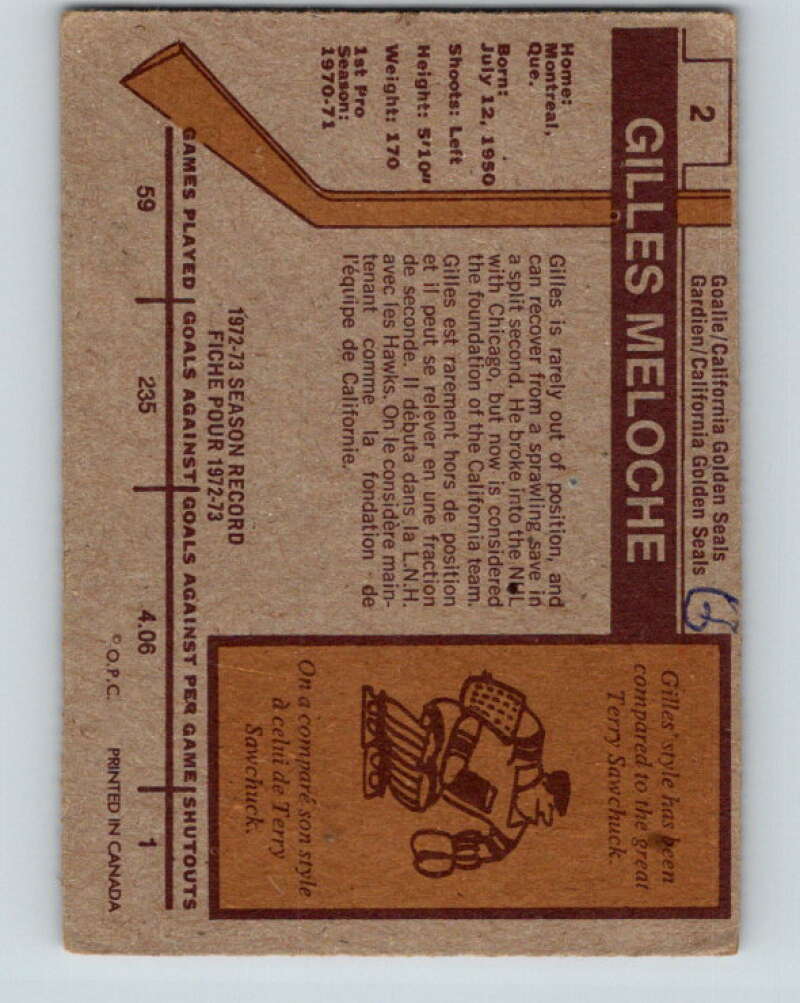 2
Goalie/California Golden Seals
Gardien/California Golden Seals
GILLES MELOCHE
Home:
Montreal,
Que.
Born:
July 12, 1950
Shoots: Left
Height: 5'10"
Weight: 170
1st Pro
Season:
1970-71
Gilles is rarely out of position, and
can recover from a sprawling save in
a split second. He broke into the NHL
with Chicago, but now is considered
the foundation of the California team.
Gilles est rarement hors de position
et il peut se relever en une fraction
de seconde. Il débuta dans la L.N.H.
avec les Hawks. On le considère main-
tenant comme la fondation de
l'équipe de Californie.
Gilles' style has been
compared to the great
Terry Sawchuck.
On a comparé son style
à celui de Terry
Sawchuck.
1972-73 SEASON RECORD
FICHE POUR 1972-73
GAMES PLAYED GOALS AGAINST GOALS AGAINST PER GAME SHUTOUTS
59 235 4.06 1
© O.P.C. PRINTED IN CANADA